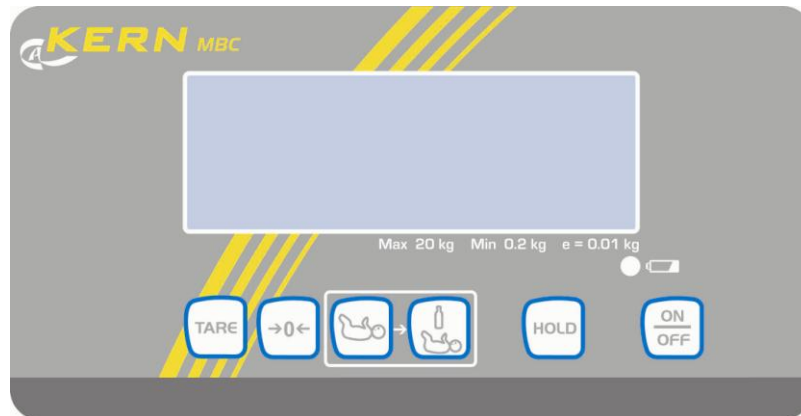 KERN MBC
Max 20 kg Min 0.2 kg e = 0.01 kg
TARE →0← → HOLD ON
OFF